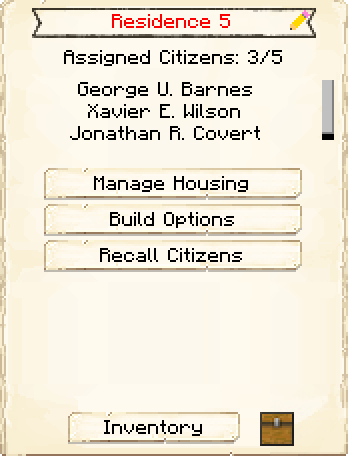 Residence 5
Assigned Citizens: 3/5
George U. Barnes
Xavier E. Wilson
Jonathan R. Covert
Manage Housing
Build Options
Recall Citizens
Inventory